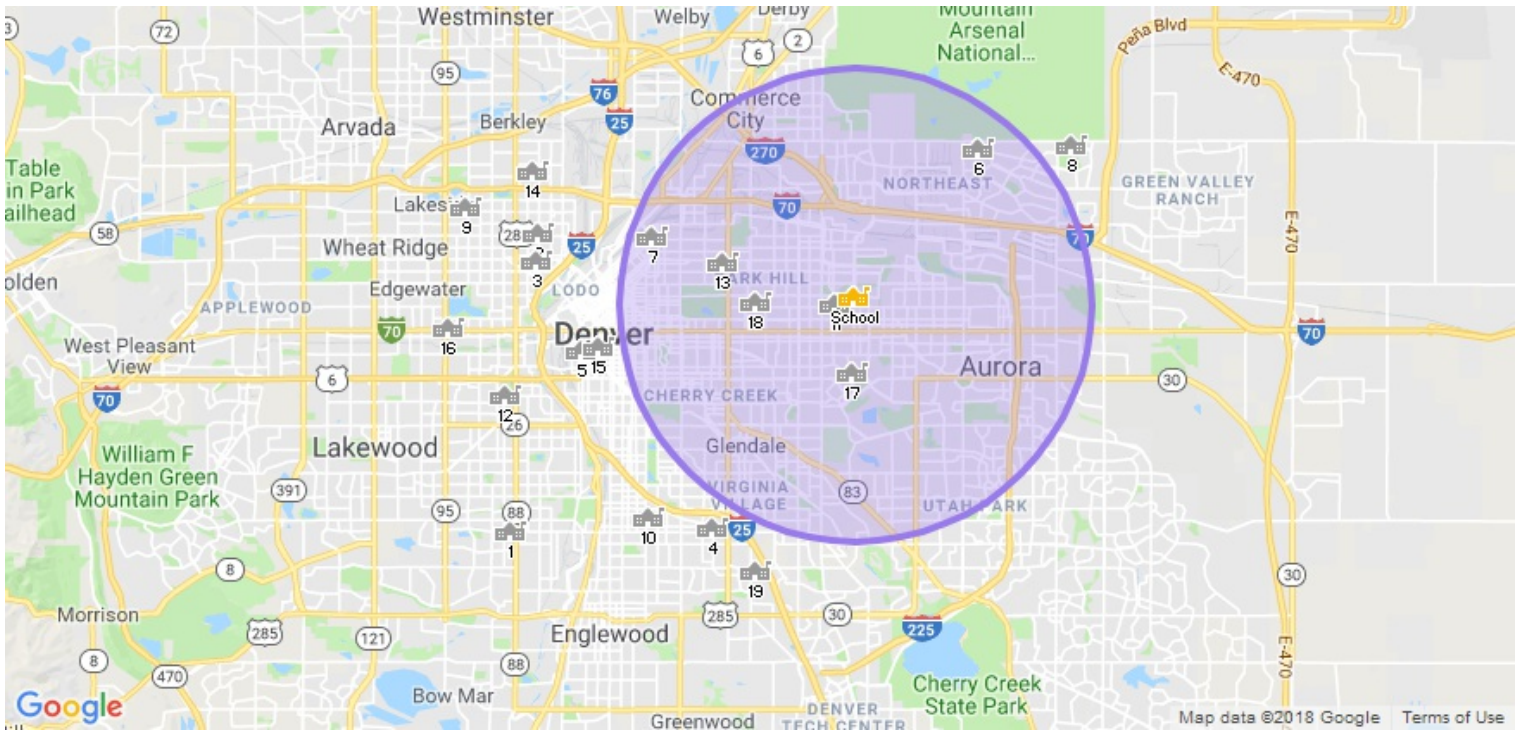 Westminster
Welby
Derby
Mountain
Arsenal
National...
Peña Blvd
3
72
2
6
E-470
95
76
Commerce
City
25
Arvada
Berkley
270
6
8
Table
in Park
ailhead
14
NORTHEAST
GREEN VALLEY
RANCH
Lakesi
9
70
58
Wheat Ridge
28
25
7
70
E-470
3
13
ARK HILL
olden
Edgewater
LODO
APPLEWOOD
18
School
70
Denver
70
16
West Pleasant
View
5
15
Aurora
6
17
30
70
CHERRY CREEK
12
26
Lakewood
Glendale
William F
Hayden Green
Mountain Park
391
VIRGINIA
VILLAGE
83
UTAH PARK
95
88
10
4
25
1
8
19
30
Morrison
285
30
285
121
Englewood
225
E-470
8
88
470
Cherry Creek
State Park
Bow Mar
Google
DENVER
TECH CENTER
Greenwood
Map data ©2018 Google
Terms of Use